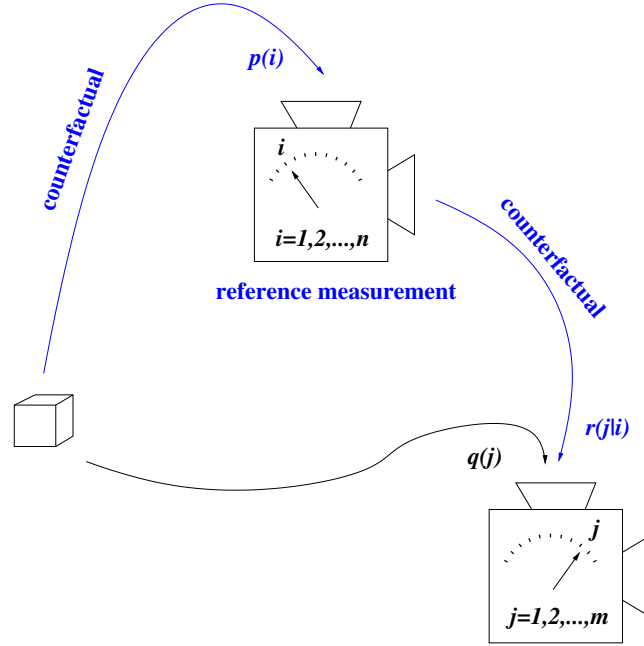 p(i)
counterfactual
i
i=1,2,...,n
counterfactual
reference measurement
r(j|i)
q(j)
j
j=1,2,...,m